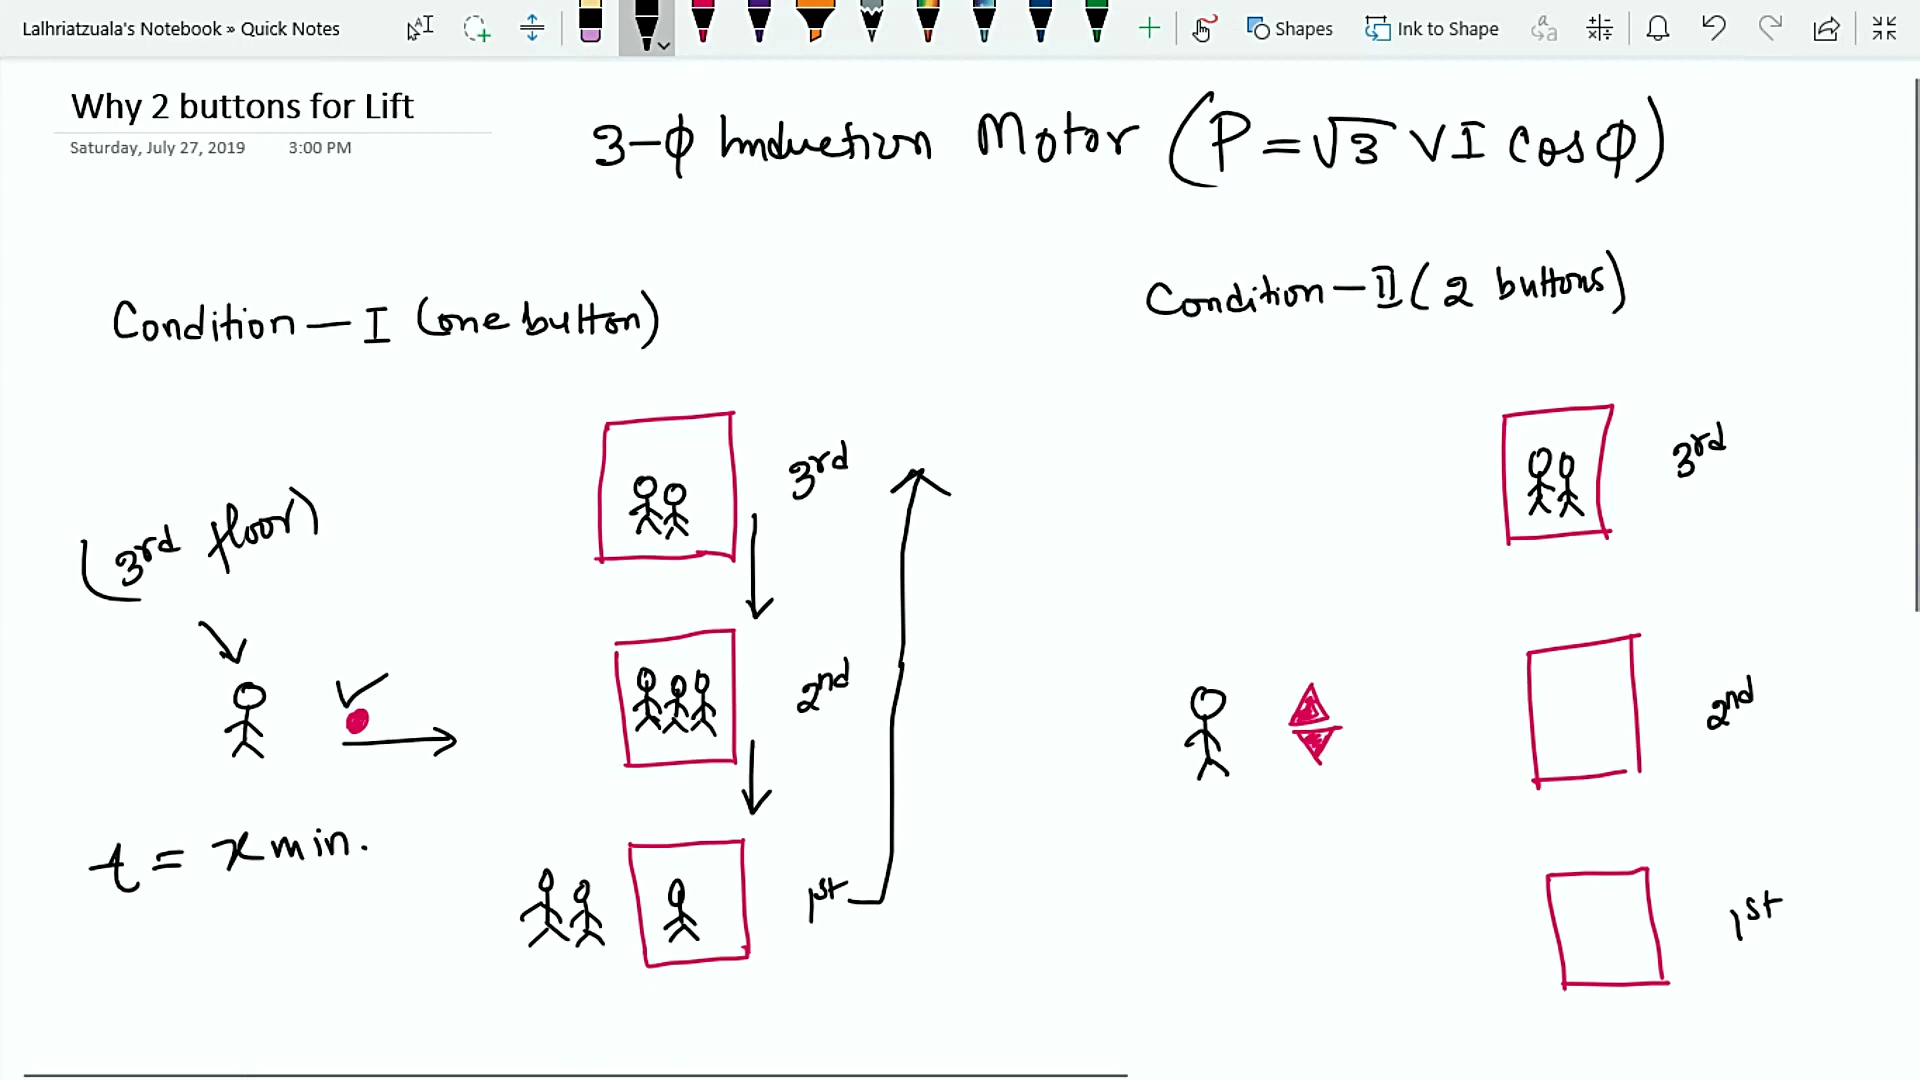 Lalhriatzuala's Notebook » Quick Notes
Shapes
Ink to Shape
Why 2 buttons for Lift
Saturday, July 27, 2019 3:00 PM
3-φ Induction Motor (P = √3 VI cosφ)
Condition - I (one button)
Condition - II (2 buttons)
(3rd floor)
3rd
2nd
1st
t = x min.
3rd
2nd
1st